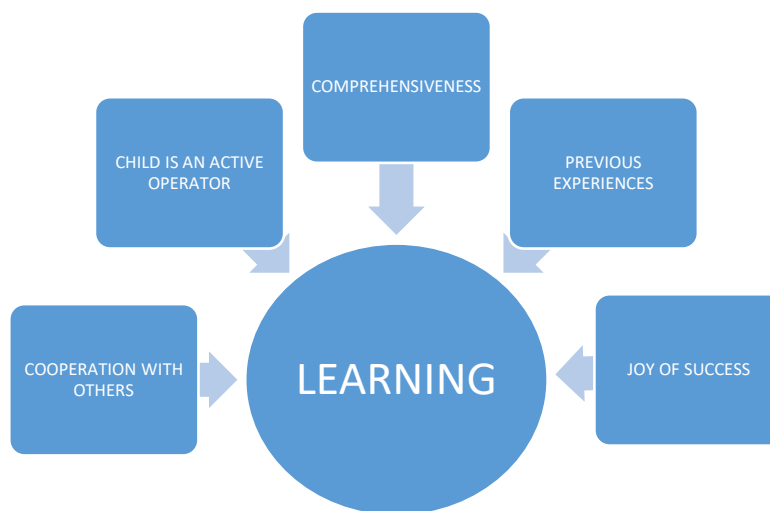 COMPREHENSIVENESS
CHILD IS AN ACTIVE
OPERATOR
PREVIOUS
EXPERIENCES
COOPERATION WITH
OTHERS
LEARNING
JOY OF SUCCESS